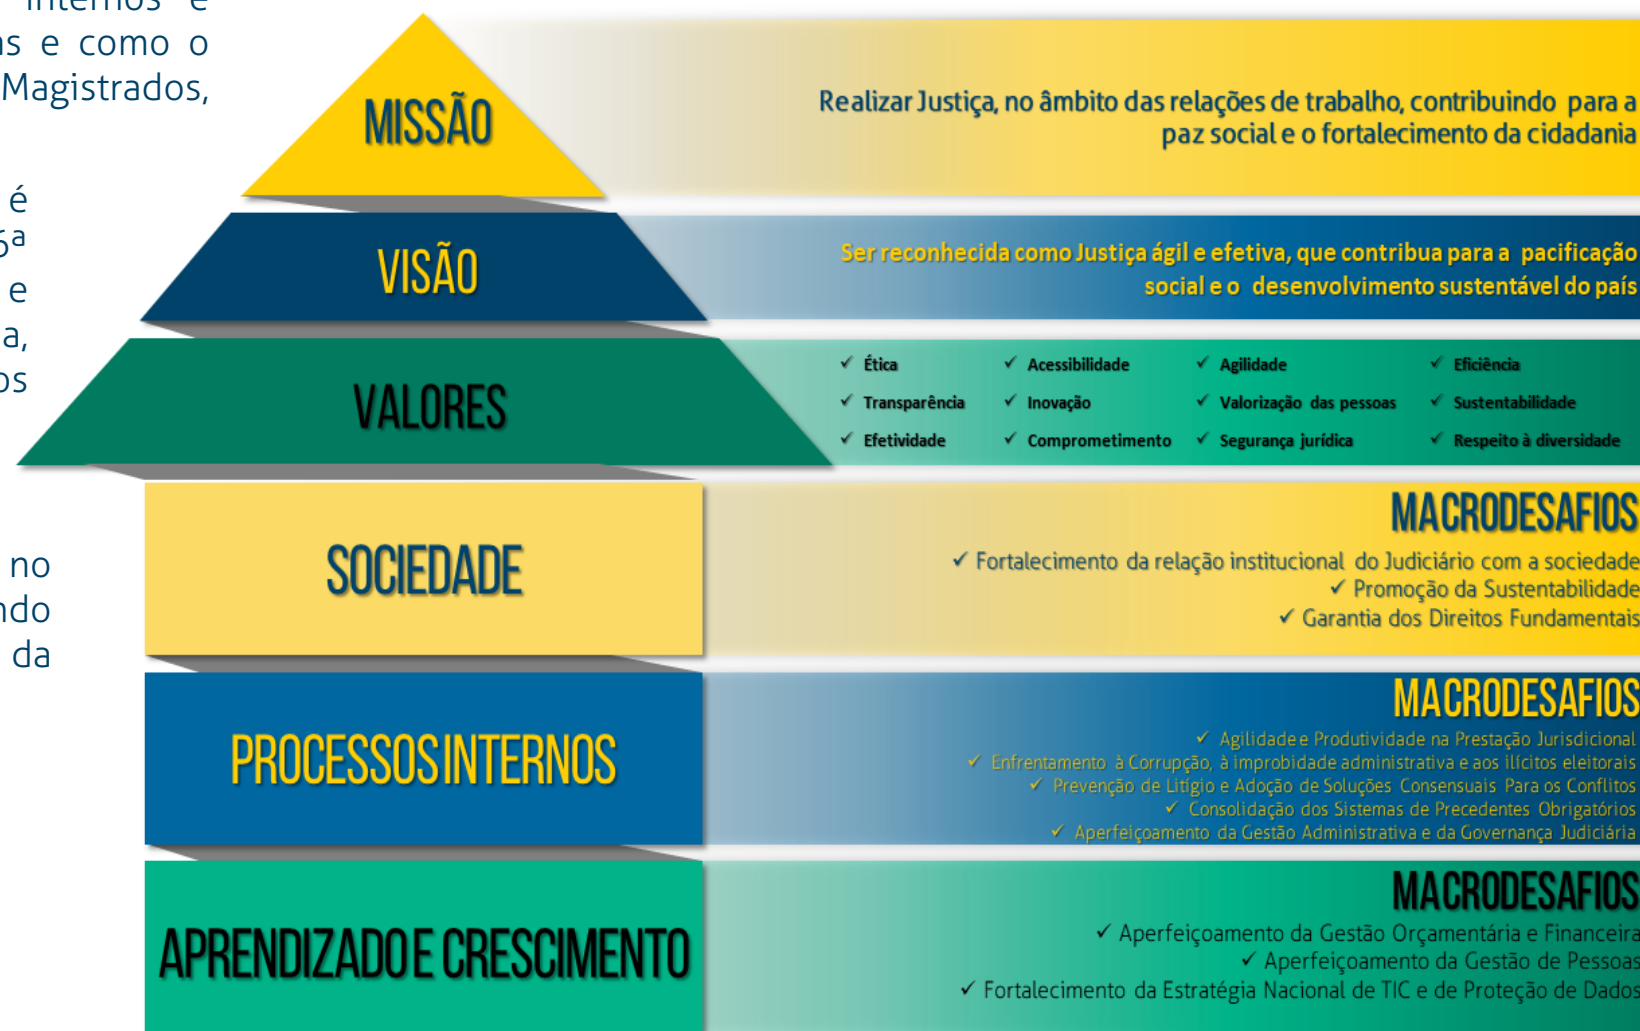 internos e
e como o
Magistrados,
é
e
no
da
MISSÃO
Realizar Justiça, no âmbito das relações de trabalho, contribuindo para a
paz social e o fortalecimento da cidadania
VISÃO
Ser reconhecida como Justiça ágil e efetiva, que contribua para a pacificação
social e o desenvolvimento sustentável do país
VALORES
✓ Ética ✓ Acessibilidade ✓ Agilidade ✓ Eficiência
✓ Transparência ✓ Inovação ✓ Valorização das pessoas ✓ Sustentabilidade
✓ Efetividade ✓ Comprometimento ✓ Segurança jurídica ✓ Respeito à diversidade
SOCIEDADE
MACRODESAFIOS
✓ Fortalecimento da relação institucional do Judiciário com a sociedade
✓ Promoção da Sustentabilidade
✓ Garantia dos Direitos Fundamentais
PROCESSOS INTERNOS
MACRODESAFIOS
✓ Agilidade e Produtividade na Prestação Jurisdicional
✓ Enfrentamento à Corrupção, à improbidade administrativa e aos ilícitos eleitorais
✓ Prevenção de Litígio e Adoção de Soluções Consensuais Para os Conflitos
✓ Consolidação dos Sistemas de Precedentes Obrigatórios
✓ Aperfeiçoamento da Gestão Administrativa e da Governança Judiciária
APRENDIZADO E CRESCIMENTO
MACRODESAFIOS
✓ Aperfeiçoamento da Gestão Orçamentária e Financeira
✓ Aperfeiçoamento da Gestão de Pessoas
✓ Fortalecimento da Estratégia Nacional de TIC e de Proteção de Dados